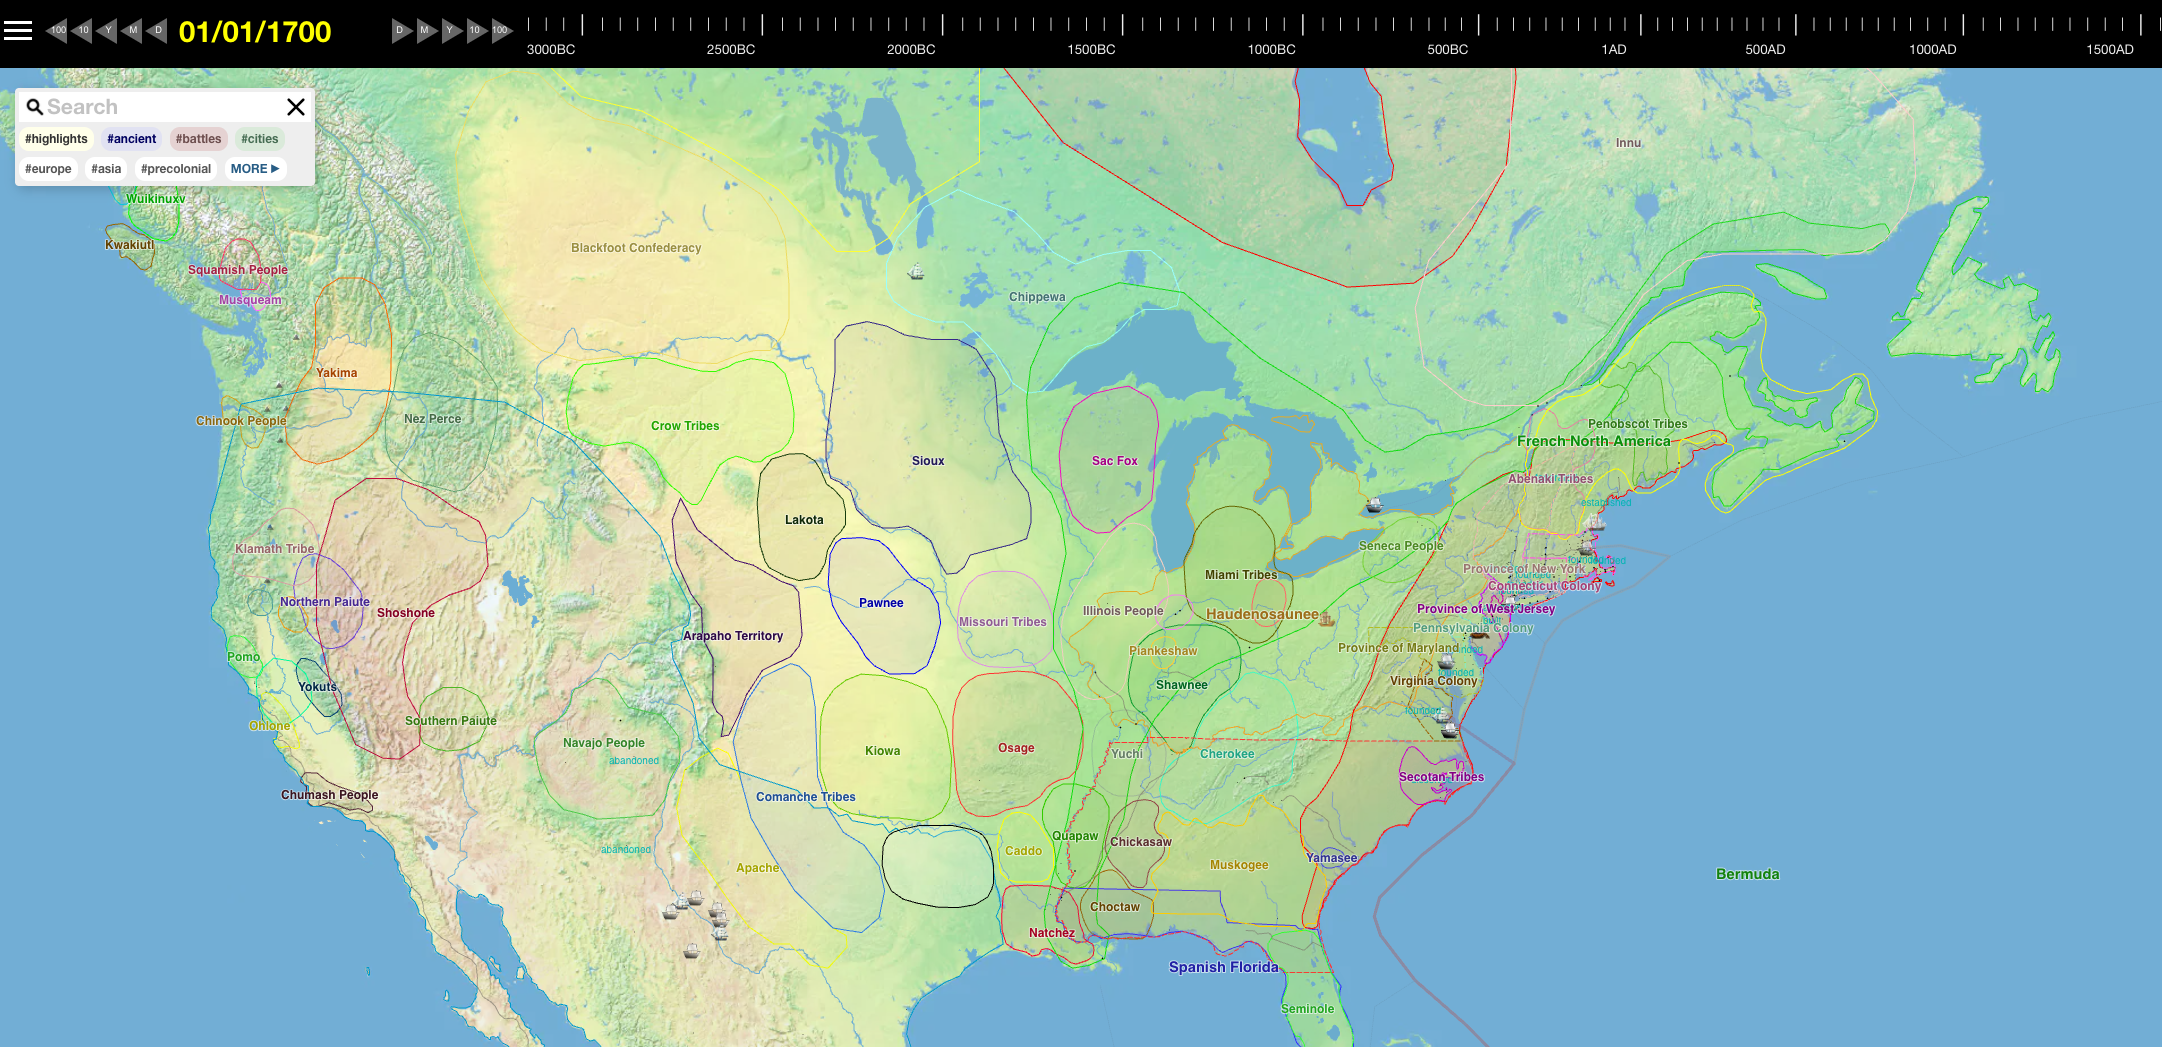 100 10 Y M D 01/01/1700 D M Y 10 100
3000BC 2500BC 2000BC 1500BC 1000BC 500BC 1AD 500AD 1000AD 1500AD
Search
#highlights #ancient #battles #cities
#europe #asia #precolonial MORE
Innu
Wuikinuxv
Kwakiutl
Blackfoot Confederacy
Squamish People
Musqueam
Chippewa
Yakima
Chinook People
Nez Perce
Crow Tribes
Penobscot Tribes
French North America
Sioux
Sac Fox
Abenaki Tribes
established
Lakota
Klamath Tribe
Seneca People
Province of New York
Miami Tribes
Connecticut Colony
Northern Paiute
Pawnee
Shoshone
Illinois People
Haudenosaunee
Province of West Jersey
Missouri Tribes
Pennsylvania Colony
Arapaho Territory
Piankeshaw
Province of Maryland
Pomo
Yokuts
Shawnee
Virginia Colony
founded
Southern Paiute
Ohlone
Navajo People
abandoned
Kiowa
Osage
Yuchi
Cherokee
Secotan Tribes
Chumash People
Comanche Tribes
Quapaw
Chickasaw
abandoned
Caddo
Apache
Muskogee
Yamasee
Bermuda
Choctaw
Natchez
Spanish Florida
Seminole